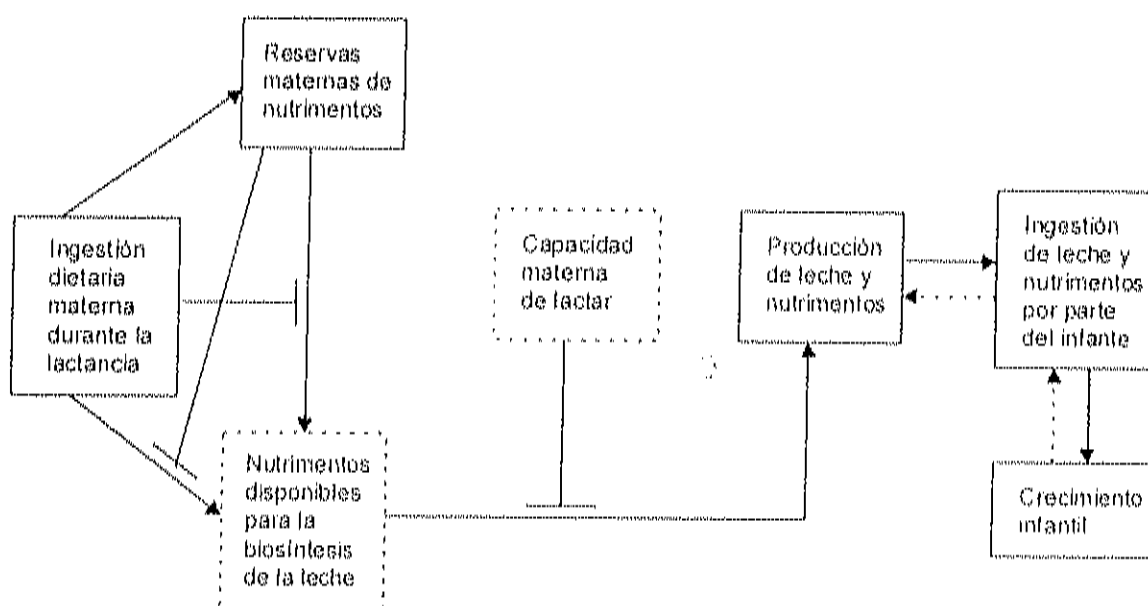 Reservas
maternas de
nutrimentos
Ingestión
dietaria
materna
durante la
lactancia
Capacidad
materna
de lactar
Producción
de leche y
nutrimentos
Ingestión
de leche y
nutrimentos
por parte
del infante
Nutrimentos
disponibles
para la
biosíntesis
de la leche
Crecimiento
infantil